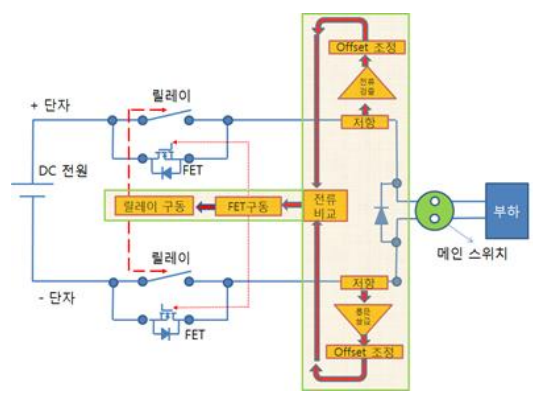 Offset 조정
전류
검출
릴레이
+ 단자
저항
FET
DC 전원
릴레이 구동
FET구동
전류
비교
부하
릴레이
메인 스위치
- 단자
저항
FET
Offset 조정